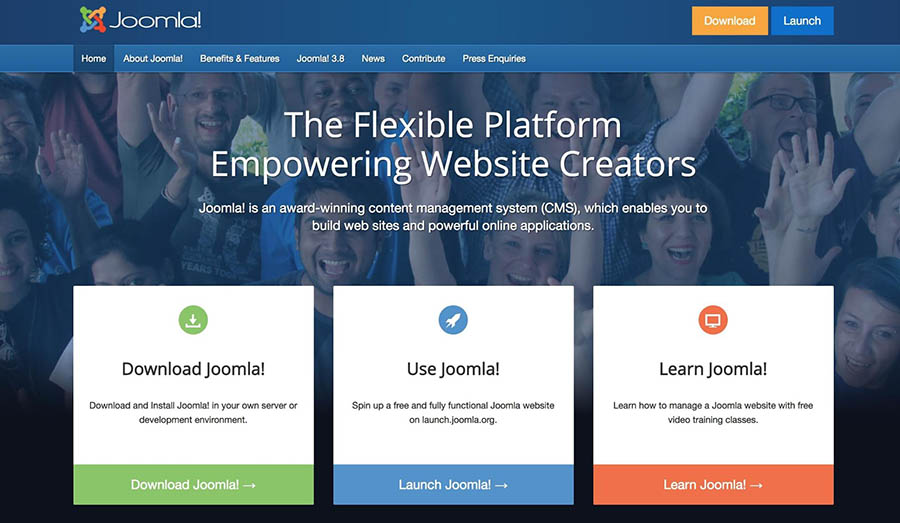 Joomla!
Download
Launch
Home
About Joomla!
Benefits & Features
Joomla! 3.8
News
Contribute
Press Enquiries
The Flexible Platform
Empowering Website Creators
Joomla! is an award-winning content management system (CMS), which enables you to
build web sites and powerful online applications.
Download Joomla!
Download and Install Joomla! in your own server or
development environment.
Download Joomla! →
Use Joomla!
Spin up a free and fully functional Joomla website
on launch.joomla.org.
Launch Joomla! →
Learn Joomla!
Learn how to manage a Joomla website with free
video training classes.
Learn Joomla! →